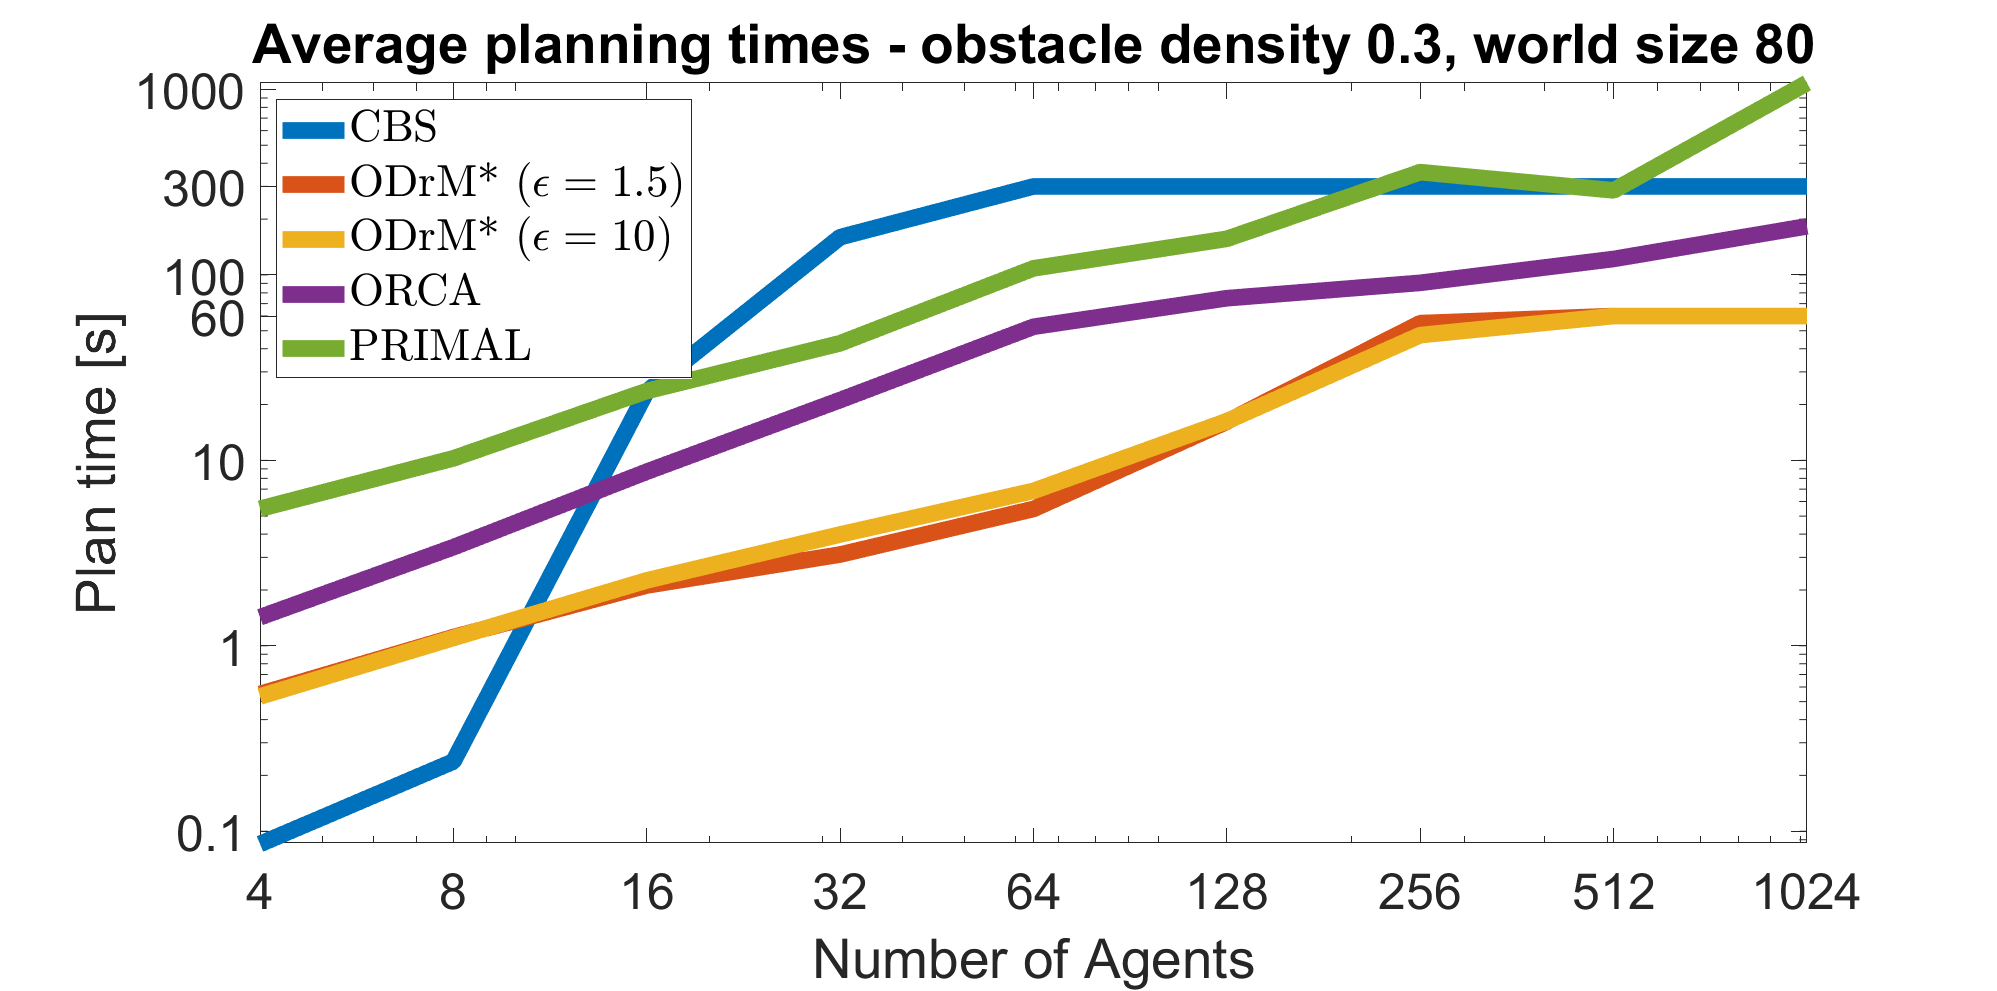 Average planning times - obstacle density 0.3, world size 80
1000
300
100
60
10
1
0.1
Plan time [s]
CBS
ODrM* (ϵ = 1.5)
ODrM* (ϵ = 10)
ORCA
PRIMAL
4 8 16 32 64 128 256 512 1024
Number of Agents